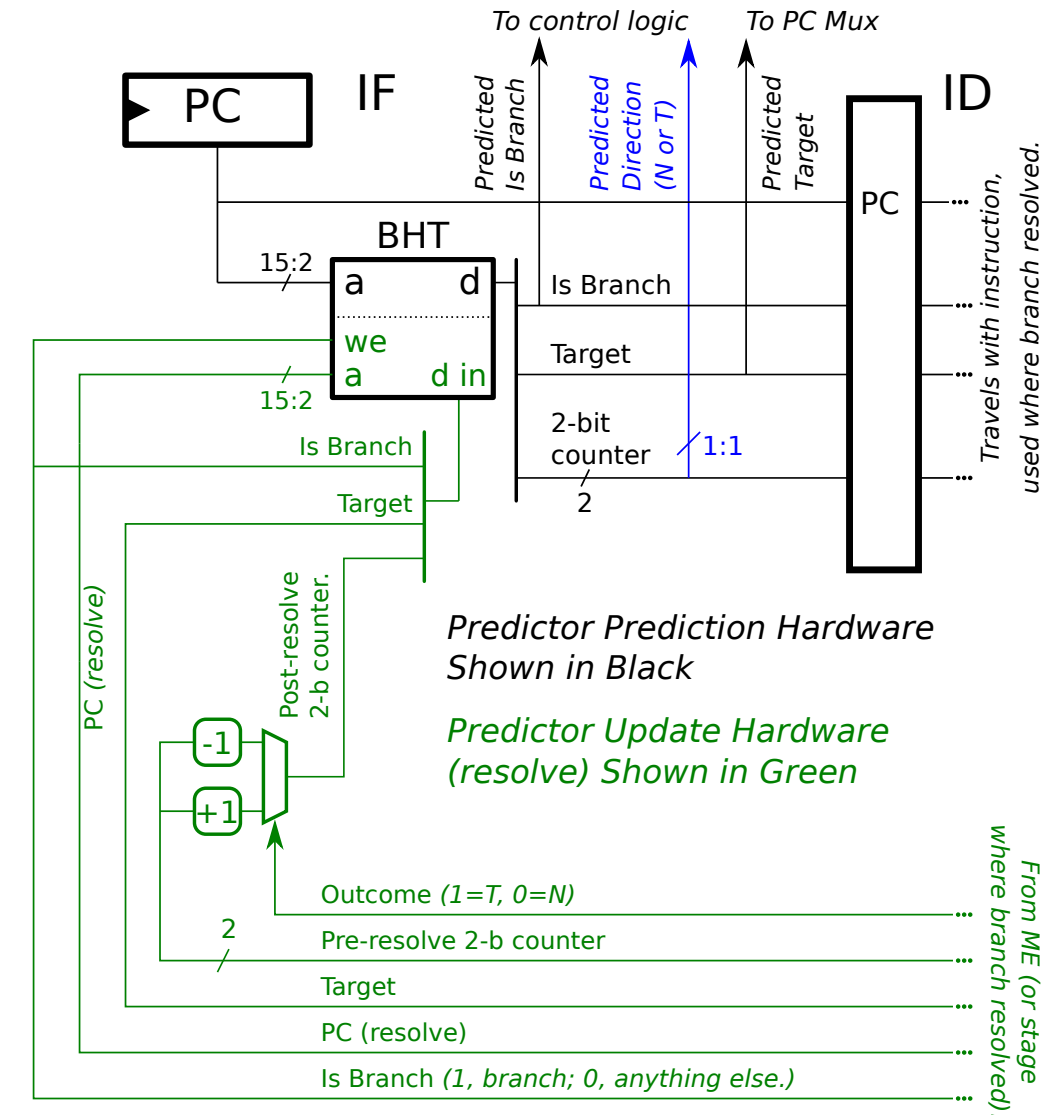 To control logic
To PC Mux
PC
IF
Predicted
Is Branch
Predicted
Direction
(N or T)
Predicted
Target
ID
PC
BHT
15:2
a
d
we
a
d in
15:2
Is Branch
Target
2-bit
counter
2
1:1
Travels with instruction,
used where branch resolved.
Is Branch
Target
Post-resolve
2-b counter.
PC (resolve)
Predictor Prediction Hardware
Shown in Black
Predictor Update Hardware
(resolve) Shown in Green
-1
+1
2
Outcome (1=T, 0=N)
Pre-resolve 2-b counter
Target
PC (resolve)
Is Branch (1, branch; 0, anything else.)
From ME (or stage
where branch resolved)